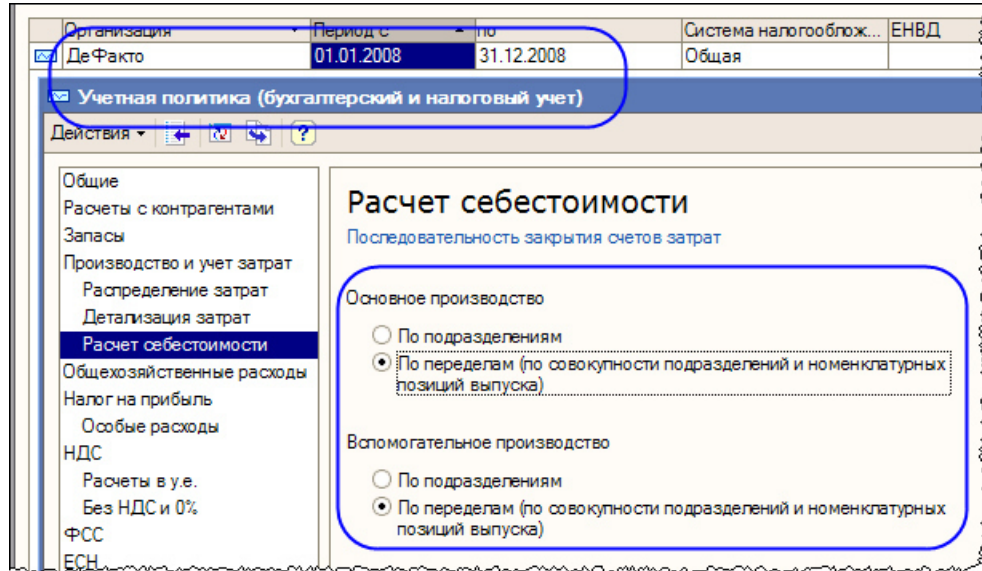 Организация Период с по Система налогооблож... ЕНВД
ДеФакто 01.01.2008 31.12.2008 Общая
Учетная политика (бухгалтерский и налоговый учет)
Действия
Общие
Расчеты с контрагентами
Запасы
Производство и учет затрат
Распределение затрат
Детализация затрат
Расчет себестоимости
Общехозяйственные расходы
Налог на прибыль
Особые расходы
НДС
Расчеты в у.е.
Без НДС и 0%
ФСС
ЕСН
Расчет себестоимости
Последовательность закрытия счетов затрат
Основное производство
По подразделениям
По переделам (по совокупности подразделений и номенклатурных
позиций выпуска)
Вспомогательное производство
По подразделениям
По переделам (по совокупности подразделений и номенклатурных
позиций выпуска)